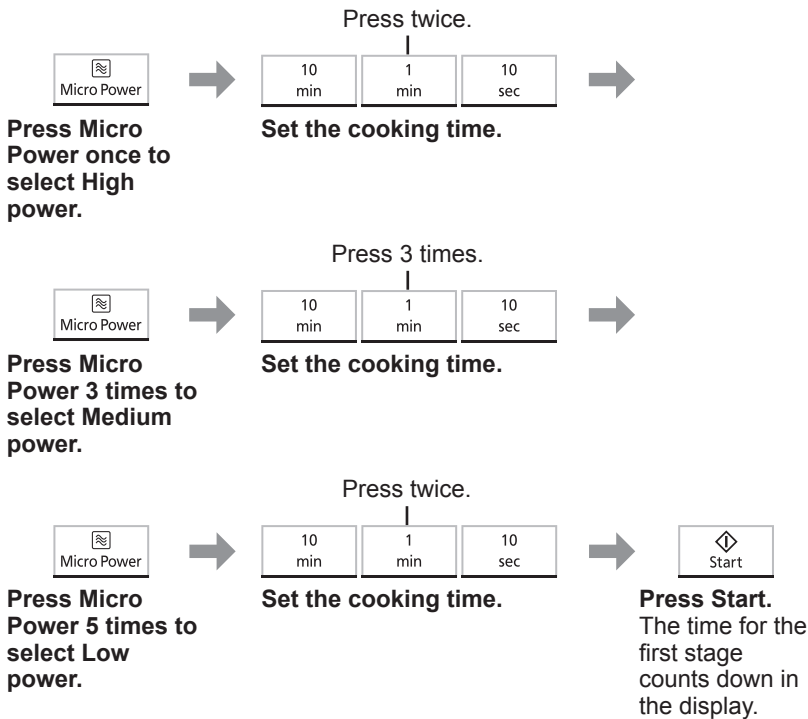 Press twice.
Micro Power
10 min
1 min
10 sec
Press Micro
Power once to
select High
power.
Set the cooking time.
Press 3 times.
Micro Power
10 min
1 min
10 sec
Press Micro
Power 3 times to
select Medium
power.
Set the cooking time.
Press twice.
Micro Power
10 min
1 min
10 sec
Start
Press Micro
Power 5 times to
select Low
power.
Set the cooking time.
Press Start.
The time for the
first stage
counts down in
the display.